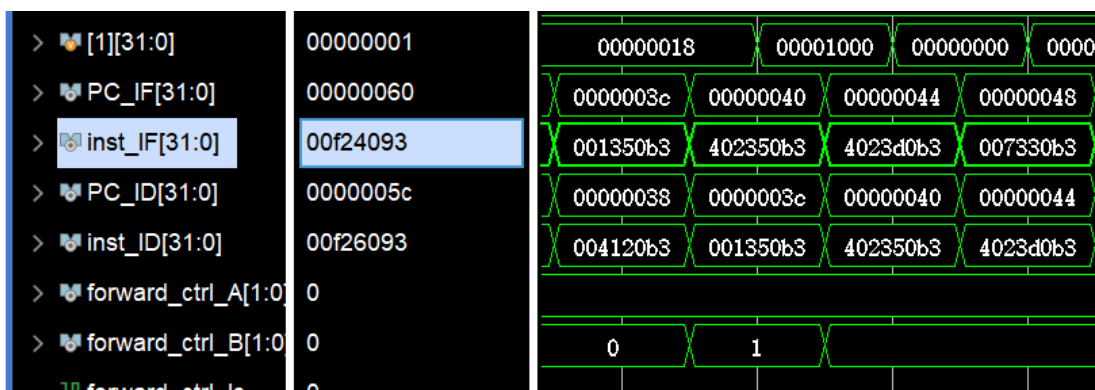 [1][31:0] 00000001 00000018 00001000 00000000 0000
PC_IF[31:0] 00000060 0000003c 00000040 00000044 00000048
inst_IF[31:0] 00f24093 001350b3 402350b3 4023d0b3 007330b3
PC_ID[31:0] 0000005c 00000038 0000003c 00000040 00000044
inst_ID[31:0] 00f26093 004120b3 001350b3 402350b3 4023d0b3
forward_ctrl_A[1:0] 0
forward_ctrl_B[1:0] 0 0 1